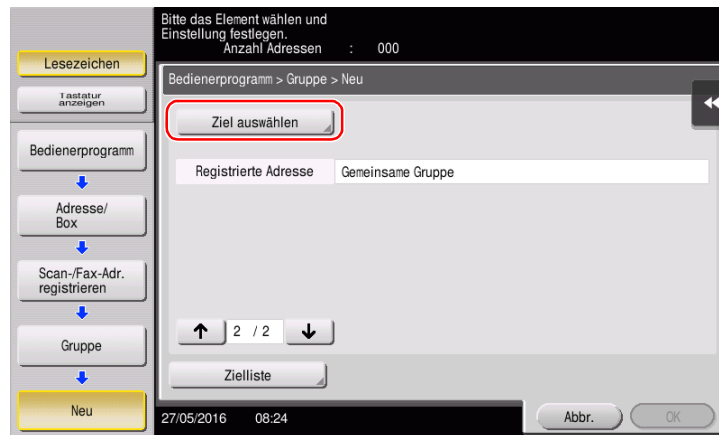 Bitte das Element wählen und
Einstellung festlegen.
Anzahl Adressen : 000
Lesezeichen
Tastatur
anzeigen
Bedienerprogramm
Adresse/
Box
Scan-/Fax-Adr.
registrieren
Gruppe
Neu
Bedienerprogramm > Gruppe > Neu
Ziel auswählen
Registrierte Adresse Gemeinsame Gruppe
2 / 2
Zielliste
27/05/2016 08:24
Abbr. OK